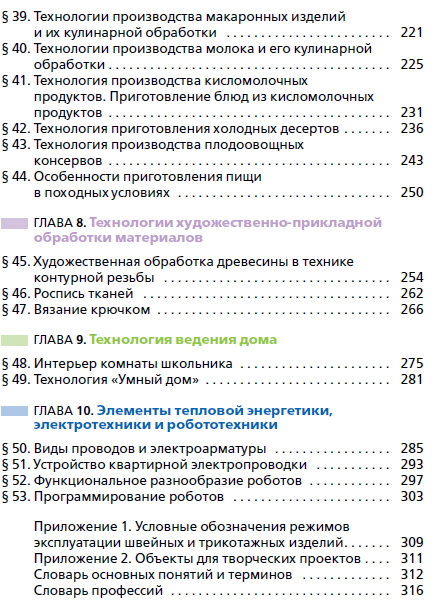 § 39. Технологии производства макаронных изделий
и их кулинарной обработки . . . . . . . . . . . . . . . . . . . . . . . . 221
§ 40. Технологии производства молока и его кулинарной
обработки . . . . . . . . . . . . . . . . . . . . . . . . . . . . . . . . . . . . . . 225
§ 41. Технология производства кисломолочных
продуктов. Приготовление блюд из кисломолочных
продуктов . . . . . . . . . . . . . . . . . . . . . . . . . . . . . . . . . . . . . . 231
§ 42. Технология приготовления холодных десертов . . . . . . 236
§ 43. Технология производства плодоовощных
консервов . . . . . . . . . . . . . . . . . . . . . . . . . . . . . . . . . . . . . . 243
§ 44. Особенности приготовления пищи
в походных условиях . . . . . . . . . . . . . . . . . . . . . . . . . . . . . 250
ГЛАВА 8. Технологии художественно-прикладной
обработки материалов
§ 45. Художественная обработка древесины в технике
контурной резьбы . . . . . . . . . . . . . . . . . . . . . . . . . . . . . . . 254
§ 46. Роспись тканей . . . . . . . . . . . . . . . . . . . . . . . . . . . . . . . . . . 262
§ 47. Вязание крючком . . . . . . . . . . . . . . . . . . . . . . . . . . . . . . . . 266
ГЛАВА 9. Технология ведения дома
§ 48. Интерьер комнаты школьника . . . . . . . . . . . . . . . . . . . . 275
§ 49. Технология «Умный дом» . . . . . . . . . . . . . . . . . . . . . . . . . 281
ГЛАВА 10. Элементы тепловой энергетики,
электротехники и робототехники
§ 50. Виды проводов и электроарматуры . . . . . . . . . . . . . . . 285
§ 51. Устройство квартирной электропроводки . . . . . . . . . . 293
§ 52. Функциональное разнообразие роботов . . . . . . . . . . . 297
§ 53. Программирование роботов . . . . . . . . . . . . . . . . . . . . . 303
Приложение 1. Условные обозначения режимов
эксплуатации швейных и трикотажных изделий. . . . . . . 309
Приложение 2. Объекты для творческих проектов . . . . 311
Словарь основных понятий и терминов . . . . . . . . . . . . . 312
Словарь профессий . . . . . . . . . . . . . . . . . . . . . . . . . . . . . . 316